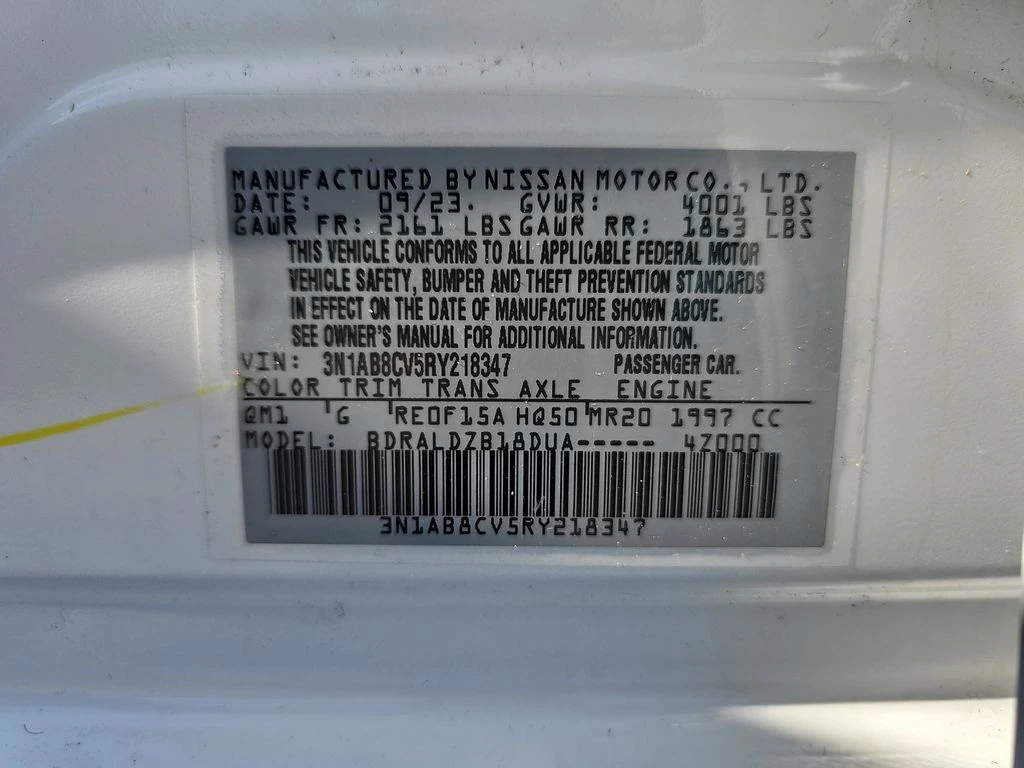 MANUFACTURED BY NISSAN MOTOR CO., LTD.
DATE: 09/23. GVWR: 4001 LBS
GAWR FR: 2161 LBS GAWR RR: 1863 LBS
THIS VEHICLE CONFORMS TO ALL APPLICABLE FEDERAL MOTOR
VEHICLE SAFETY, BUMPER AND THEFT PREVENTION STANDARDS
IN EFFECT ON THE DATE OF MANUFACTURE SHOWN ABOVE.
SEE OWNER'S MANUAL FOR ADDITIONAL INFORMATION.
VIN: 3N1AB8CV5RY218347 PASSENGER CAR.
COLOR TRIM TRANS AXLE ENGINE
QM1 G RE0F15A HQ50 MR20 1997 CC
MODEL: BDRALDZB18DUA----- 4Z000
3N1AB8CV5RY218347